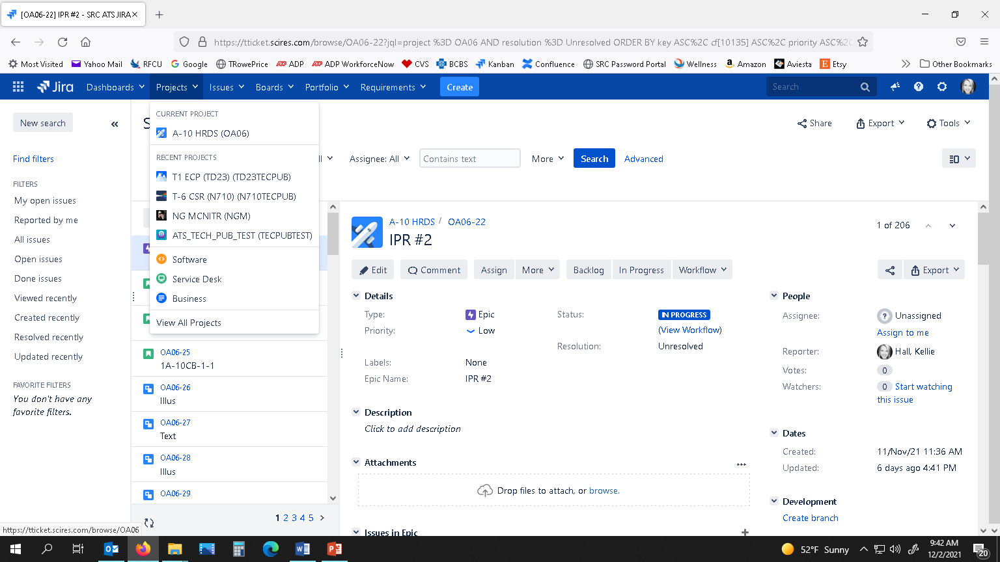 [OA06-22] IPR #2 - SRC ATS JIRA
https://tticket.scires.com/browse/OA06-22?jql=project %3D OA06 AND resolution %3D Unresolved ORDER BY key ASC%2C cf[10135] ASC%2C priority ASC%2C
Most Visited Yahoo Mail RFCU Google TRowePrice ADP ADP WorkforceNow CVS BCBS Kanban Confluence SRC Password Portal Wellness Amazon Aviesta Etsy Other Bookmarks
Jira Dashboards Projects Issues Boards Portfolio Requirements Create Search
New search
Find filters
FILTERS
My open issues
Reported by me
All issues
Open issues
Done issues
Viewed recently
Created recently
Resolved recently
Updated recently
FAVORITE FILTERS
You don't have any
favorite filters.
https://tticket.scires.com/browse/OA06
CURRENT PROJECT
A-10 HRDS (OA06)
RECENT PROJECTS
T1 ECP (TD23) (TD23TECPUB)
T-6 CSR (N710) (N710TECPUB)
NG MCNITR (NGM)
ATS_TECH_PUB_TEST (TECPUBTEST)
Software
Service Desk
Business
View All Projects
S
Share Export Tools
ll Assignee: All Contains text More Search Advanced
OA06-25
1A-10CB-1-1
OA06-26
Illus
OA06-27
Text
OA06-28
Illus
OA06-29
1 2 3 4 5
A-10 HRDS / OA06-22
IPR #2
1 of 206
Edit Comment Assign More Backlog In Progress Workflow Export
Details
Type: Epic
Status: IN PROGRESS
(View Workflow)
Priority: Low
Resolution: Unresolved
Labels: None
Epic Name: IPR #2
Description
Click to add description
Attachments
Drop files to attach, or browse.
Issues in Epic
People
Assignee: Unassigned
Assign to me
Reporter: Hall, Kellie
Votes: 0
Watchers: 0 Start watching
this issue
Dates
Created: 11/Nov/21 11:36 AM
Updated: 6 days ago 4:41 PM
Development
Create branch
52°F Sunny
9:42 AM
12/2/2021
20